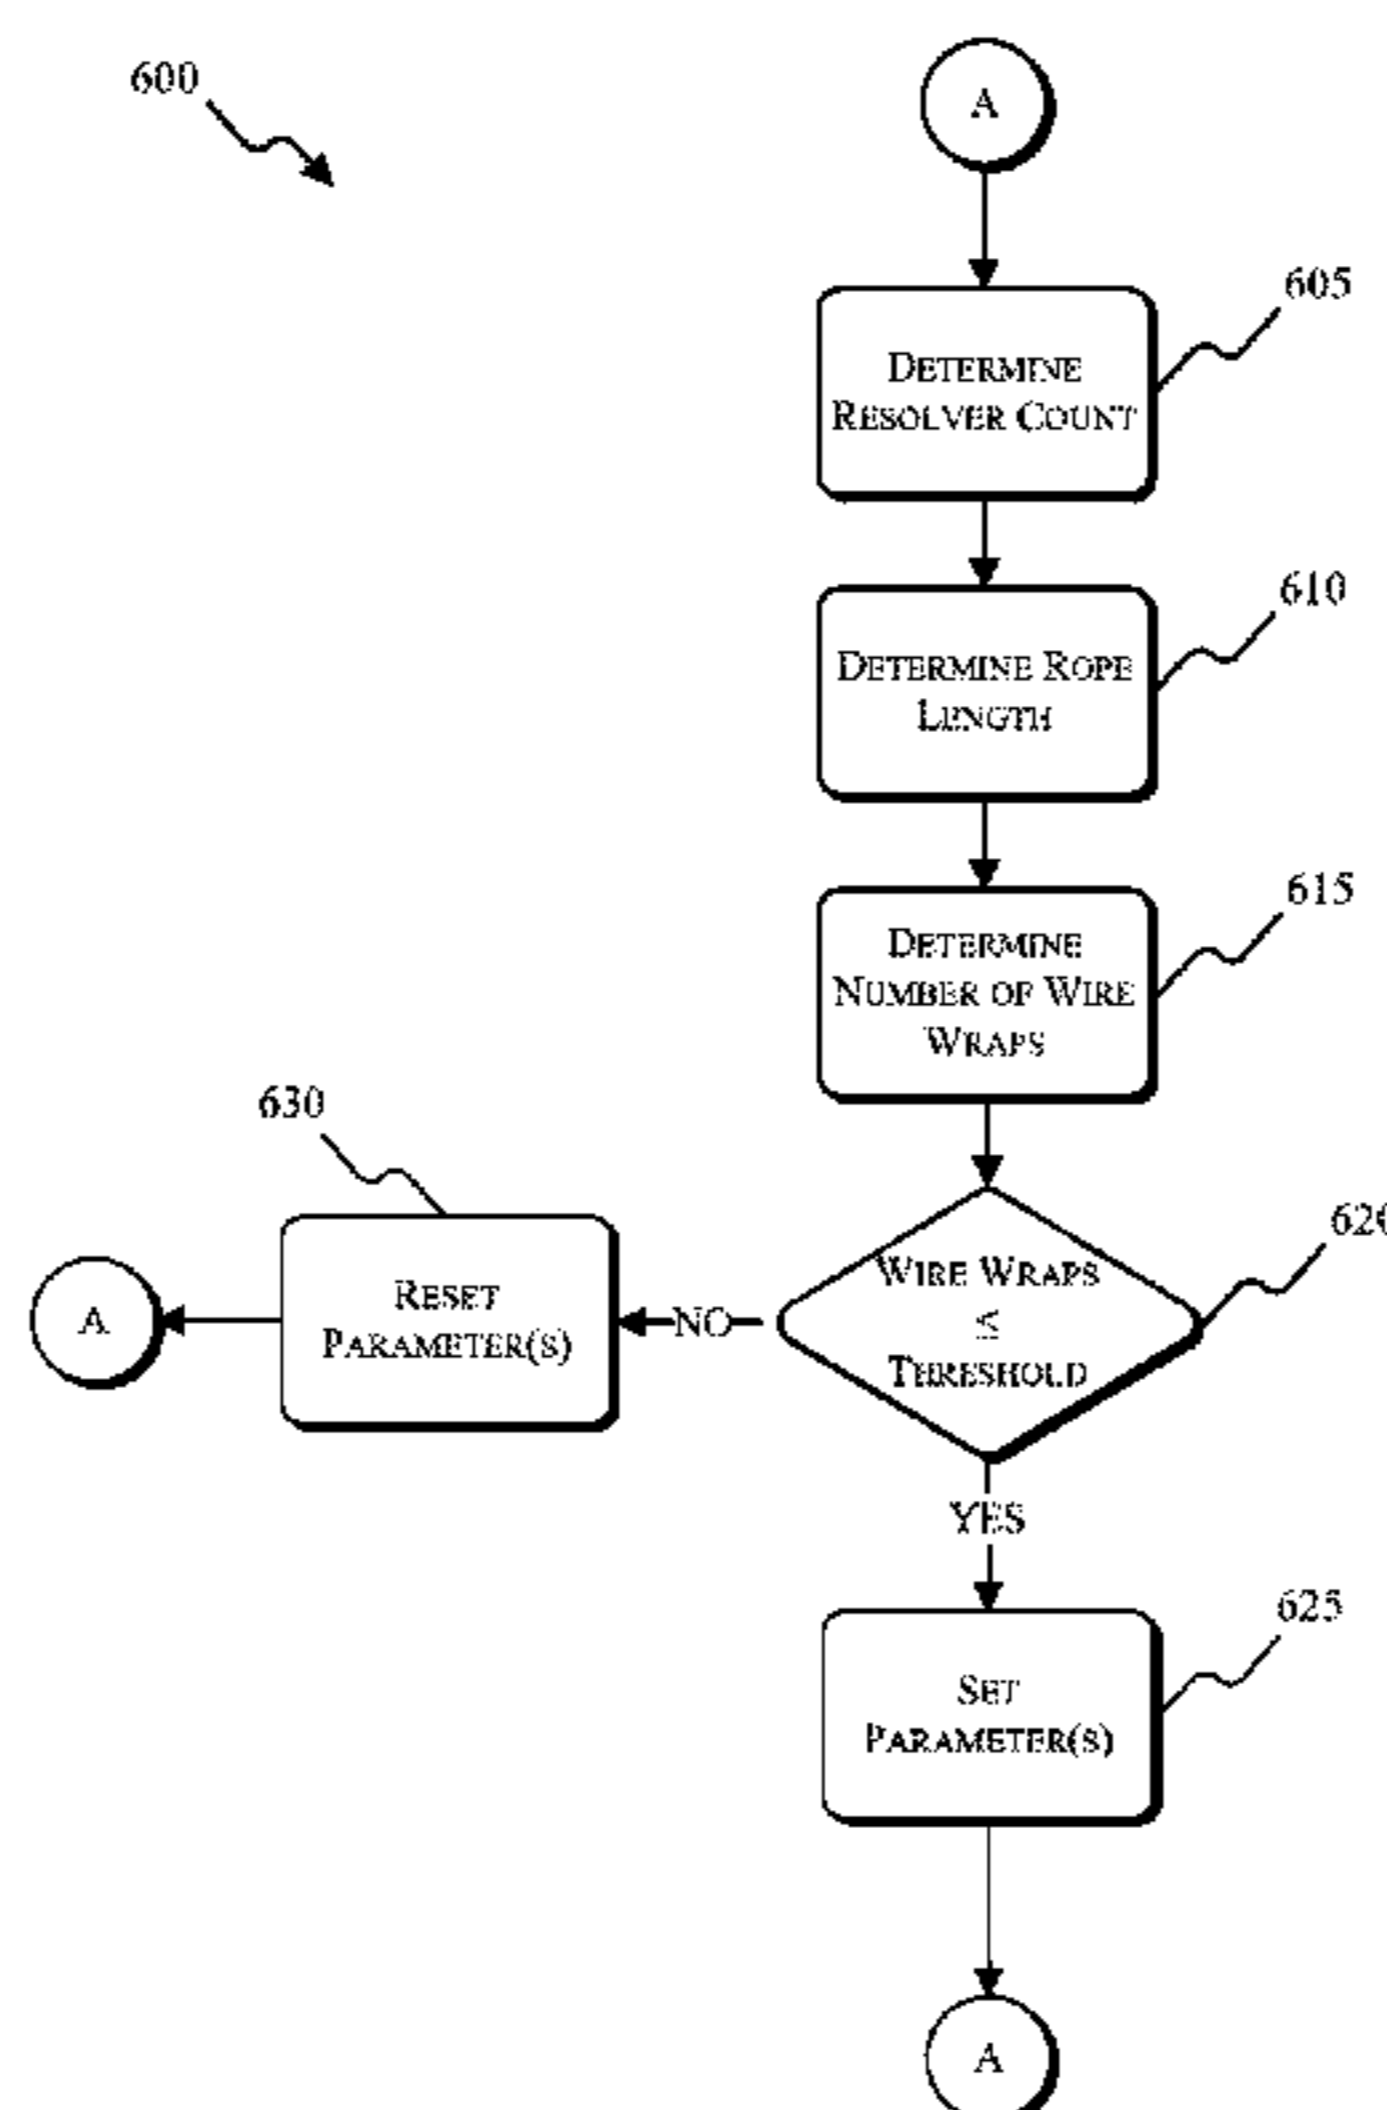 600
A
605
DETERMINE
RESOLVER COUNT
610
DETERMINE ROPE
LENGTH
615
DETERMINE
NUMBER OF WIRE
WRAPS
630
620
WIRE WRAPS
≤
THRESHOLD
NO
RESET
PARAMETER(S)
A
YES
625
SET
PARAMETER(S)
A